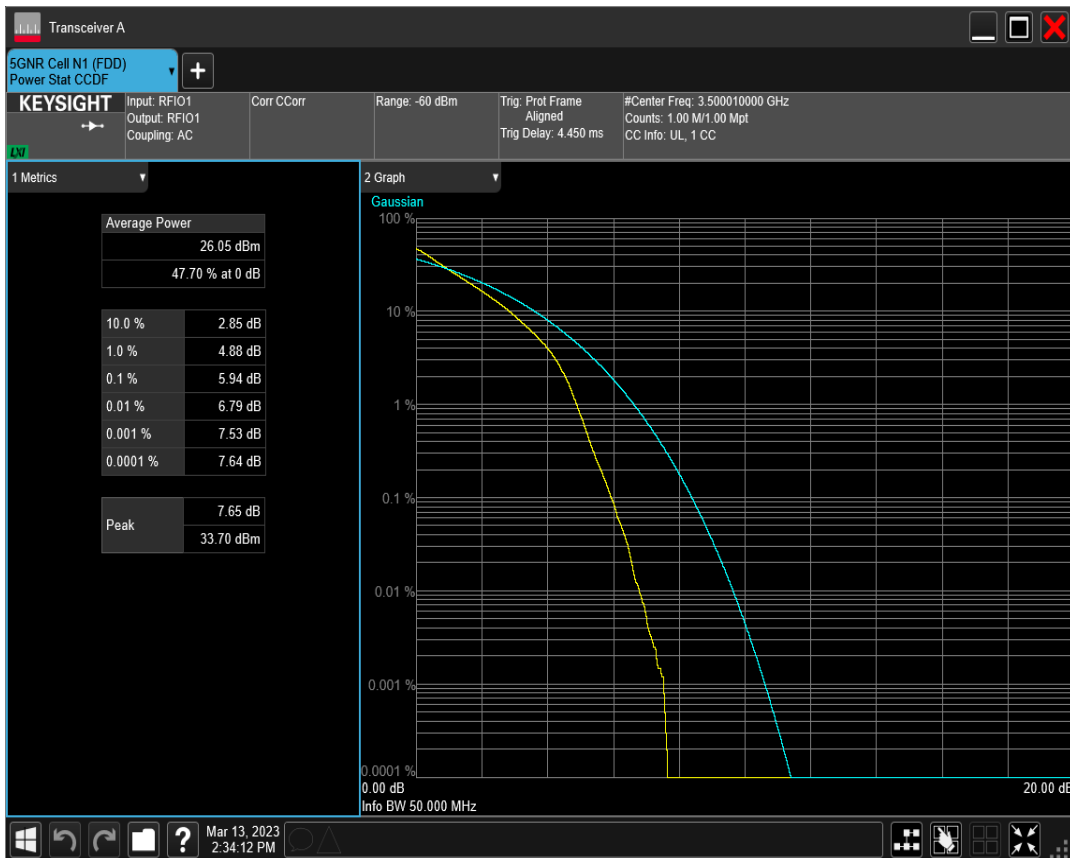 Transceiver A
5GNR Cell N1 (FDD)
Power Stat CCDF
+
KEYSIGHT
LXI
Input: RFIO1
Output: RFIO1
Coupling: AC
Corr CCorr
Range: -60 dBm
Trig: Prot Frame
Aligned
Trig Delay: 4.450 ms
#Center Freq: 3.500010000 GHz
Counts: 1.00 M/1.00 Mpt
CC Info: UL, 1 CC
1 Metrics
Average Power
26.05 dBm
47.70 % at 0 dB
10.0 % 2.85 dB
1.0 % 4.88 dB
0.1 % 5.94 dB
0.01 % 6.79 dB
0.001 % 7.53 dB
0.0001 % 7.64 dB
Peak
7.65 dB
33.70 dBm
2 Graph
Gaussian
100 %
10 %
1 %
0.1 %
0.01 %
0.001 %
0.0001 %
0.00 dB 20.00 dB
Info BW 50.000 MHz
?
Mar 13, 2023
2:34:12 PM